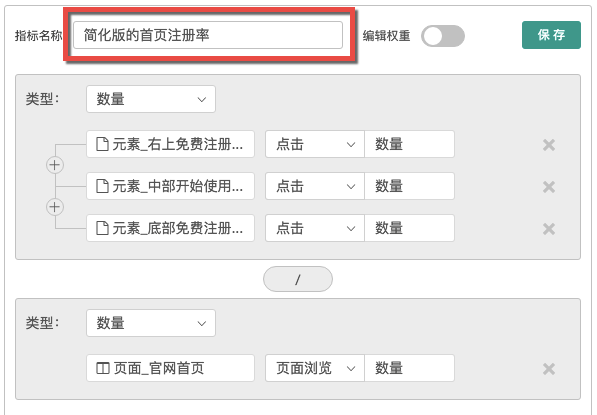 指标名称 简化版的首页注册率 编辑权重 保存
类型： 数量
元素_右上免费注册... 点击 数量
+
元素_中部开始使用... 点击 数量
+
元素_底部免费注册... 点击 数量
/
类型： 数量
页面_官网首页 页面浏览 数量